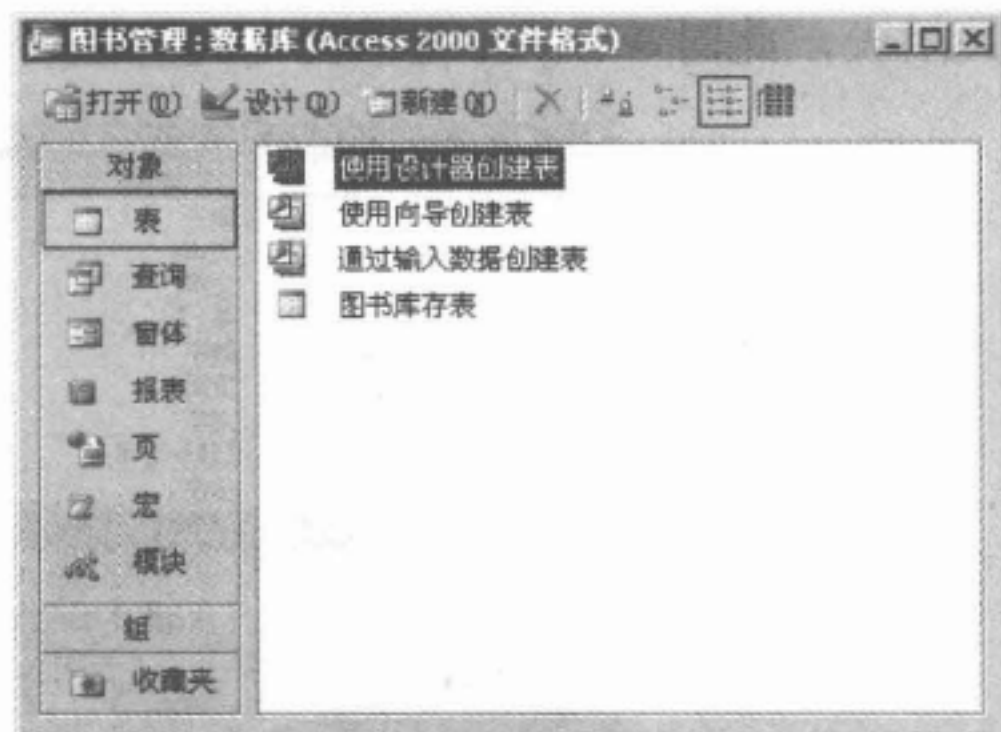 图书管理:数据库(Access 2000 文件格式)
打开(O) 设计(D) 新建(N)
对象
表
查询
窗体
报表
页
宏
模块
组
收藏夹
使用设计器创建表
使用向导创建表
通过输入数据创建表
图书库存表